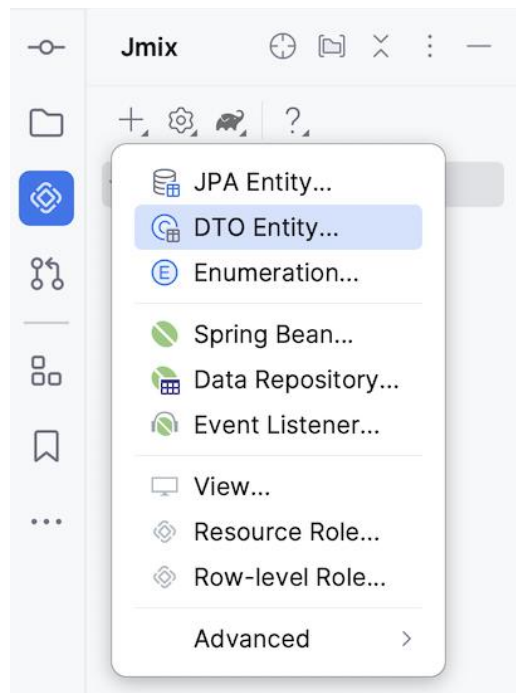 Jmix
JPA Entity...
DTO Entity...
Enumeration...
Spring Bean...
Data Repository...
Event Listener...
View...
Resource Role...
Row-level Role...
Advanced